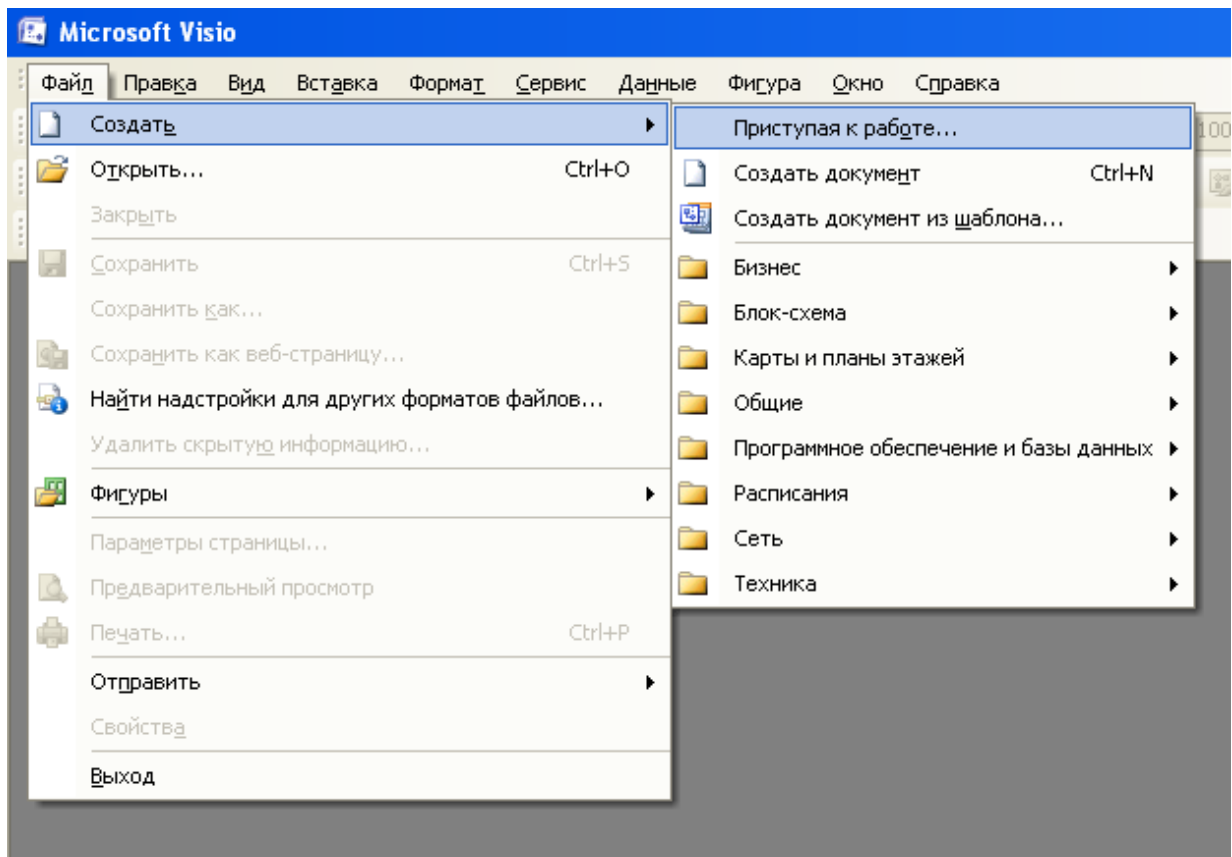 Microsoft Visio
Файл Правка Вид Вставка Формат Сервис Данные Фигура Окно Справка
Создать
Открыть... Ctrl+O
Закрыть
Сохранить Ctrl+S
Сохранить как...
Сохранить как веб-страницу...
Найти надстройки для других форматов файлов...
Удалить скрытую информацию...
Фигуры
Параметры страницы...
Предварительный просмотр
Печать... Ctrl+P
Отправить
Свойства
Выход
Приступая к работе...
Создать документ Ctrl+N
Создать документ из шаблона...
Бизнес
Блок-схема
Карты и планы этажей
Общие
Программное обеспечение и базы данных
Расписания
Сеть
Техника
100